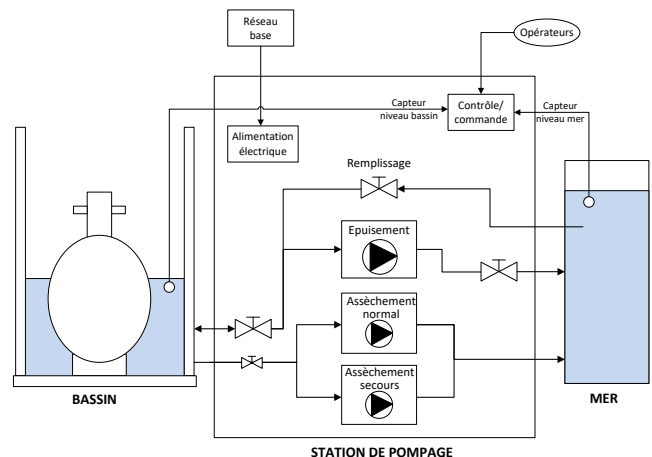 Réseau
base
Opérateurs
Capteur
niveau bassin
Contrôle/
commande
Capteur
niveau mer
Alimentation
électrique
Remplissage
Epuisement
Assèchement
normal
Assèchement
secours
BASSIN
MER
STATION DE POMPAGE